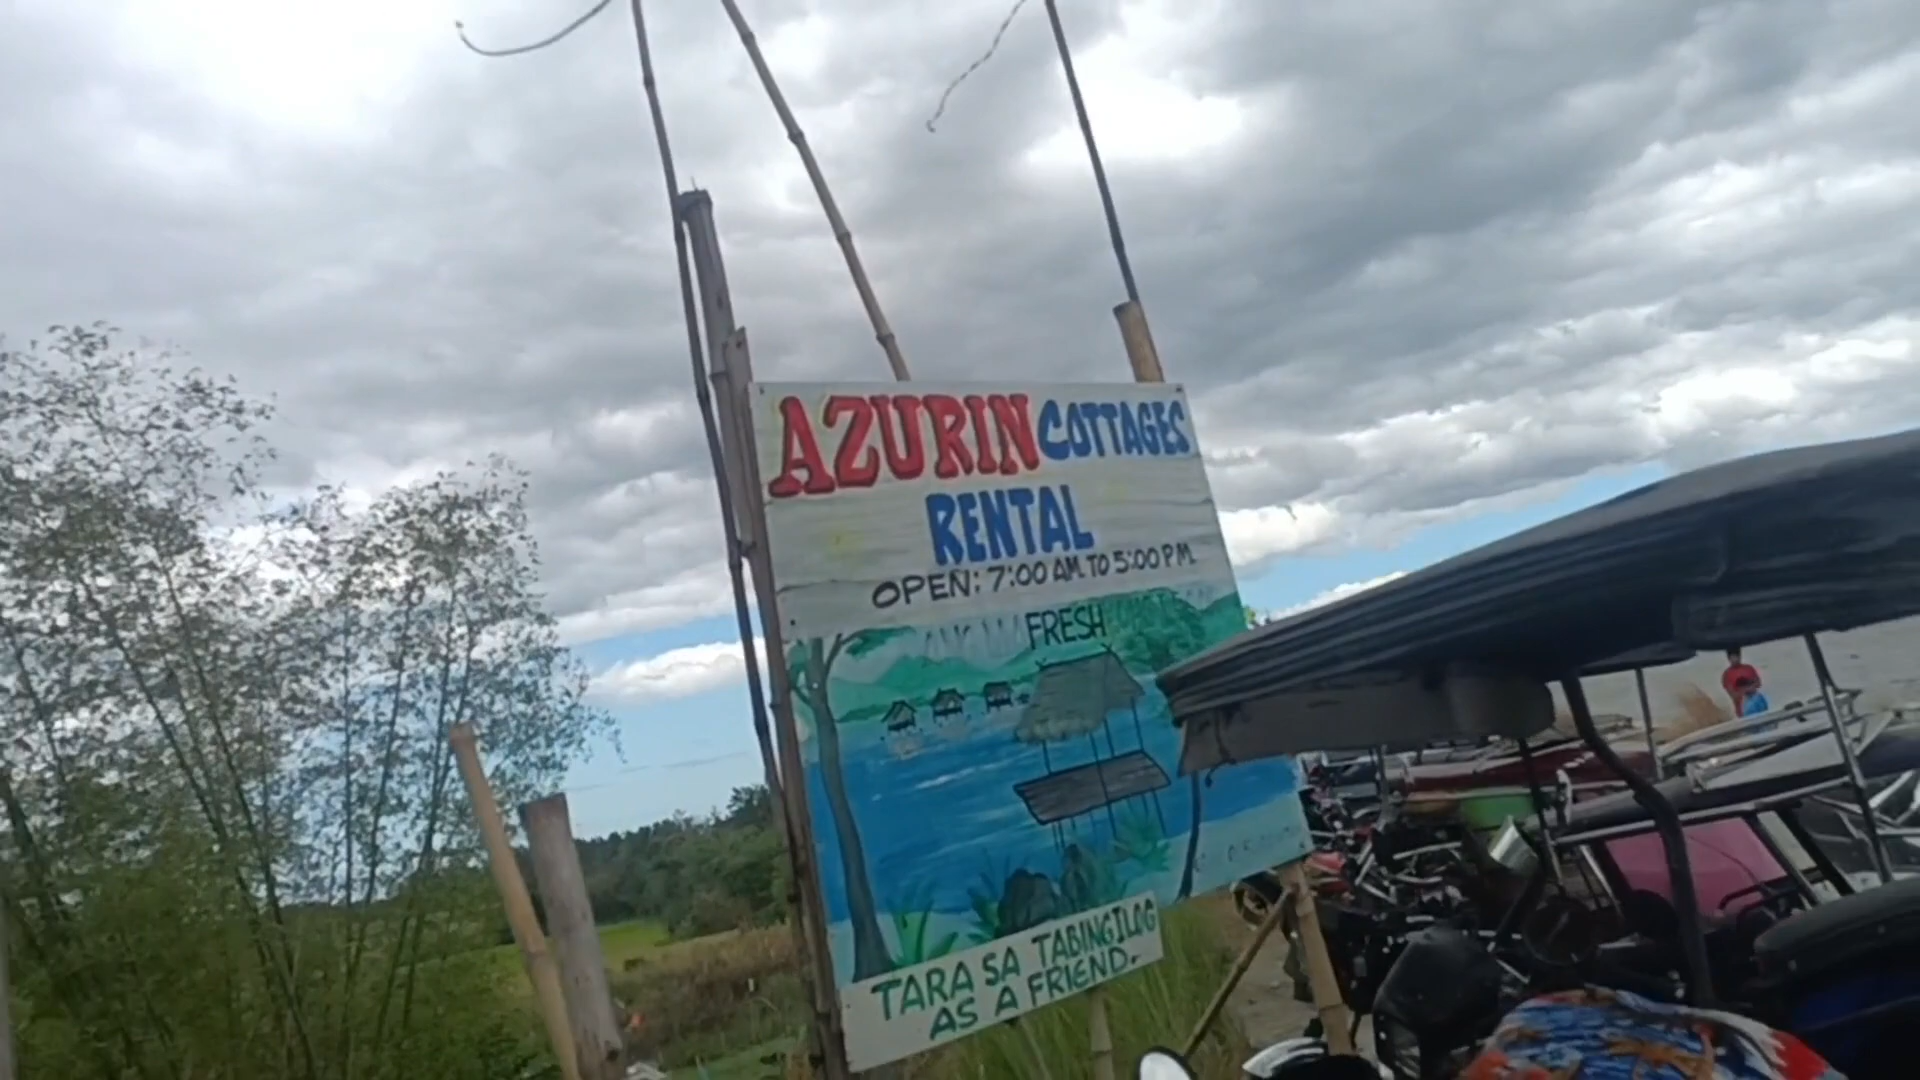 AZURIN COTTAGES
RENTAL
OPEN: 7:00 AM. TO 5:00 PM.
FRESH
TARA SA TABINGILOG
AS A FRIEND.